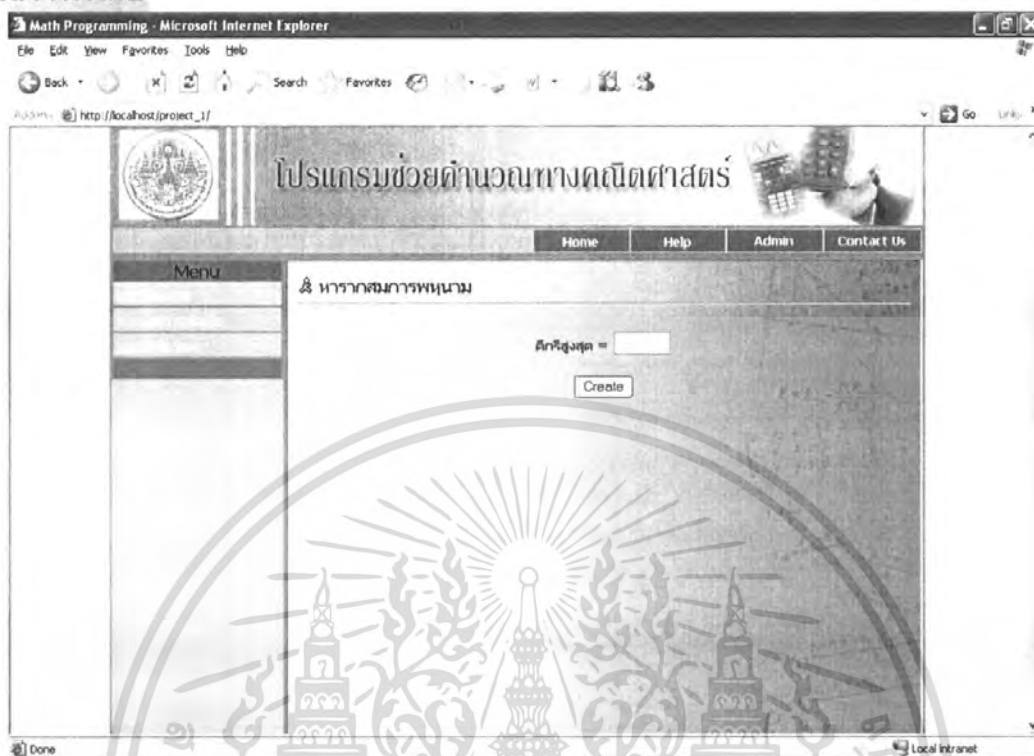 Math Programming - Microsoft Internet Explorer
File Edit View Favorites Tools Help
Back Search Favorites
Address http://localhost/project_1/ Go Links
โปรแกรมช่วยคำนวณทางคณิตศาสตร์
Home Help Admin Contact Us
Menu
หารากสมการพหุนาม
ดีกรีสูงสุด =
Create
Done Local intranet